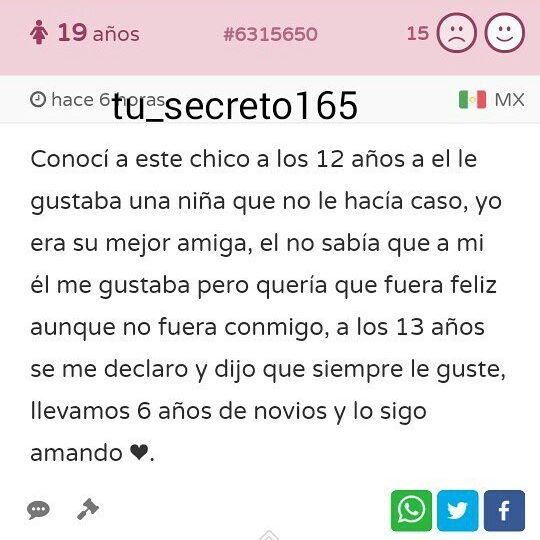 19 años #6315650 15
hace 6 horas tu_secreto165 MX
Conocí a este chico a los 12 años a el le
gustaba una niña que no le hacía caso, yo
era su mejor amiga, el no sabía que a mi
él me gustaba pero quería que fuera feliz
aunque no fuera conmigo, a los 13 años
se me declaro y dijo que siempre le guste,
llevamos 6 años de novios y lo sigo
amando ❤.